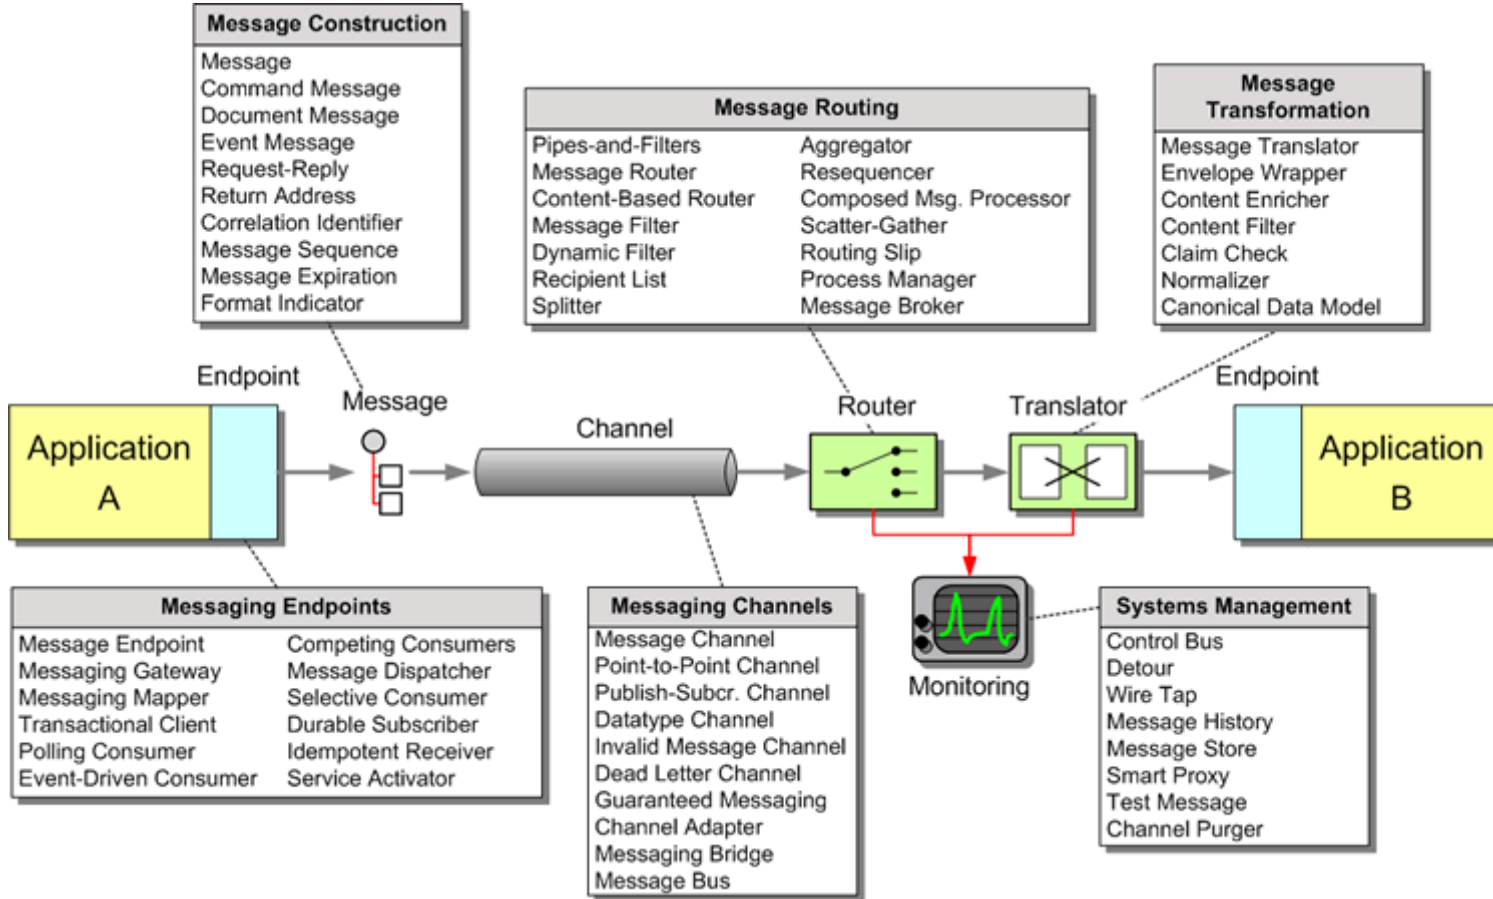 Message Construction
Message
Command Message
Document Message
Event Message
Request-Reply
Return Address
Correlation Identifier
Message Sequence
Message Expiration
Format Indicator
Message Routing
Pipes-and-Filters
Message Router
Content-Based Router
Message Filter
Dynamic Filter
Recipient List
Splitter
Aggregator
Resequencer
Composed Msg. Processor
Scatter-Gather
Routing Slip
Process Manager
Message Broker
Message
Transformation
Message Translator
Envelope Wrapper
Content Enricher
Content Filter
Claim Check
Normalizer
Canonical Data Model
Endpoint
Message
Channel
Router
Translator
Endpoint
Application
A
Application
B
Messaging Endpoints
Message Endpoint
Messaging Gateway
Messaging Mapper
Transactional Client
Polling Consumer
Event-Driven Consumer
Competing Consumers
Message Dispatcher
Selective Consumer
Durable Subscriber
Idempotent Receiver
Service Activator
Messaging Channels
Message Channel
Point-to-Point Channel
Publish-Subcr. Channel
Datatype Channel
Invalid Message Channel
Dead Letter Channel
Guaranteed Messaging
Channel Adapter
Messaging Bridge
Message Bus
Monitoring
Systems Management
Control Bus
Detour
Wire Tap
Message History
Message Store
Smart Proxy
Test Message
Channel Purger